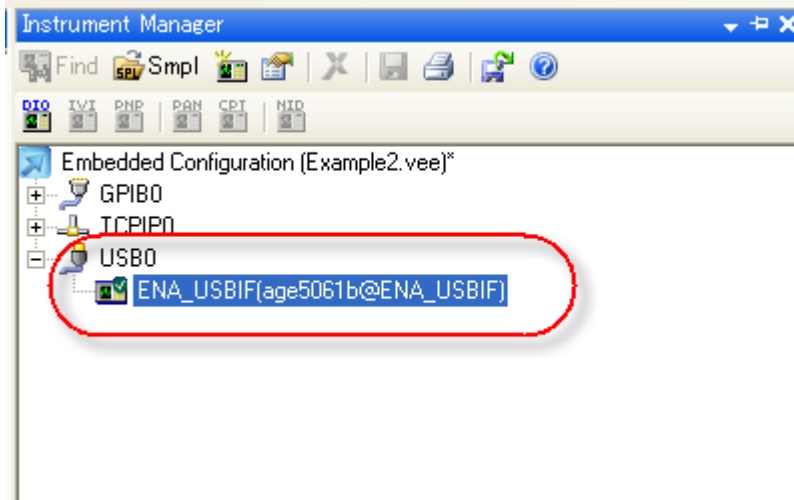 Instrument Manager
Find Smpl
DIO IVI PNP PAN CPT NID
Embedded Configuration (Example2.vee)*
GPIB0
TCPIP0
USB0
ENA_USBIF(age5061b@ENA_USBIF)